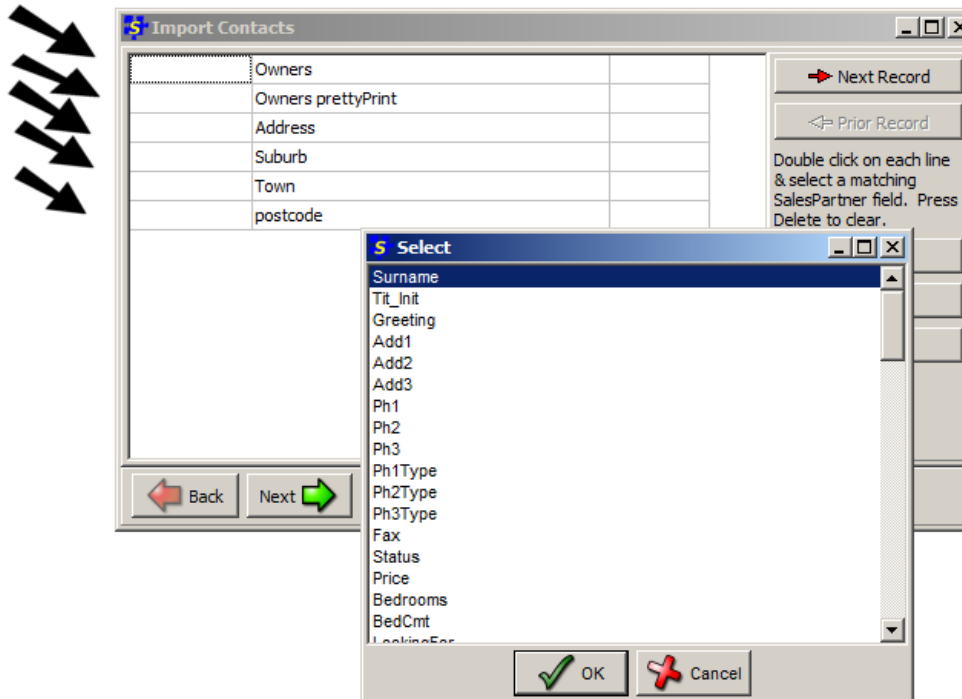 S Import Contacts
Owners
Owners prettyPrint
Address
Suburb
Town
postcode
Next Record
Prior Record
Double click on each line
& select a matching
SalesPartner field. Press
Delete to clear.
S Select
Surname
Tit_Init
Greeting
Add1
Add2
Add3
Ph1
Ph2
Ph3
Ph1Type
Ph2Type
Ph3Type
Fax
Status
Price
Bedrooms
BedCmt
LookingFor
Back
Next
OK
Cancel